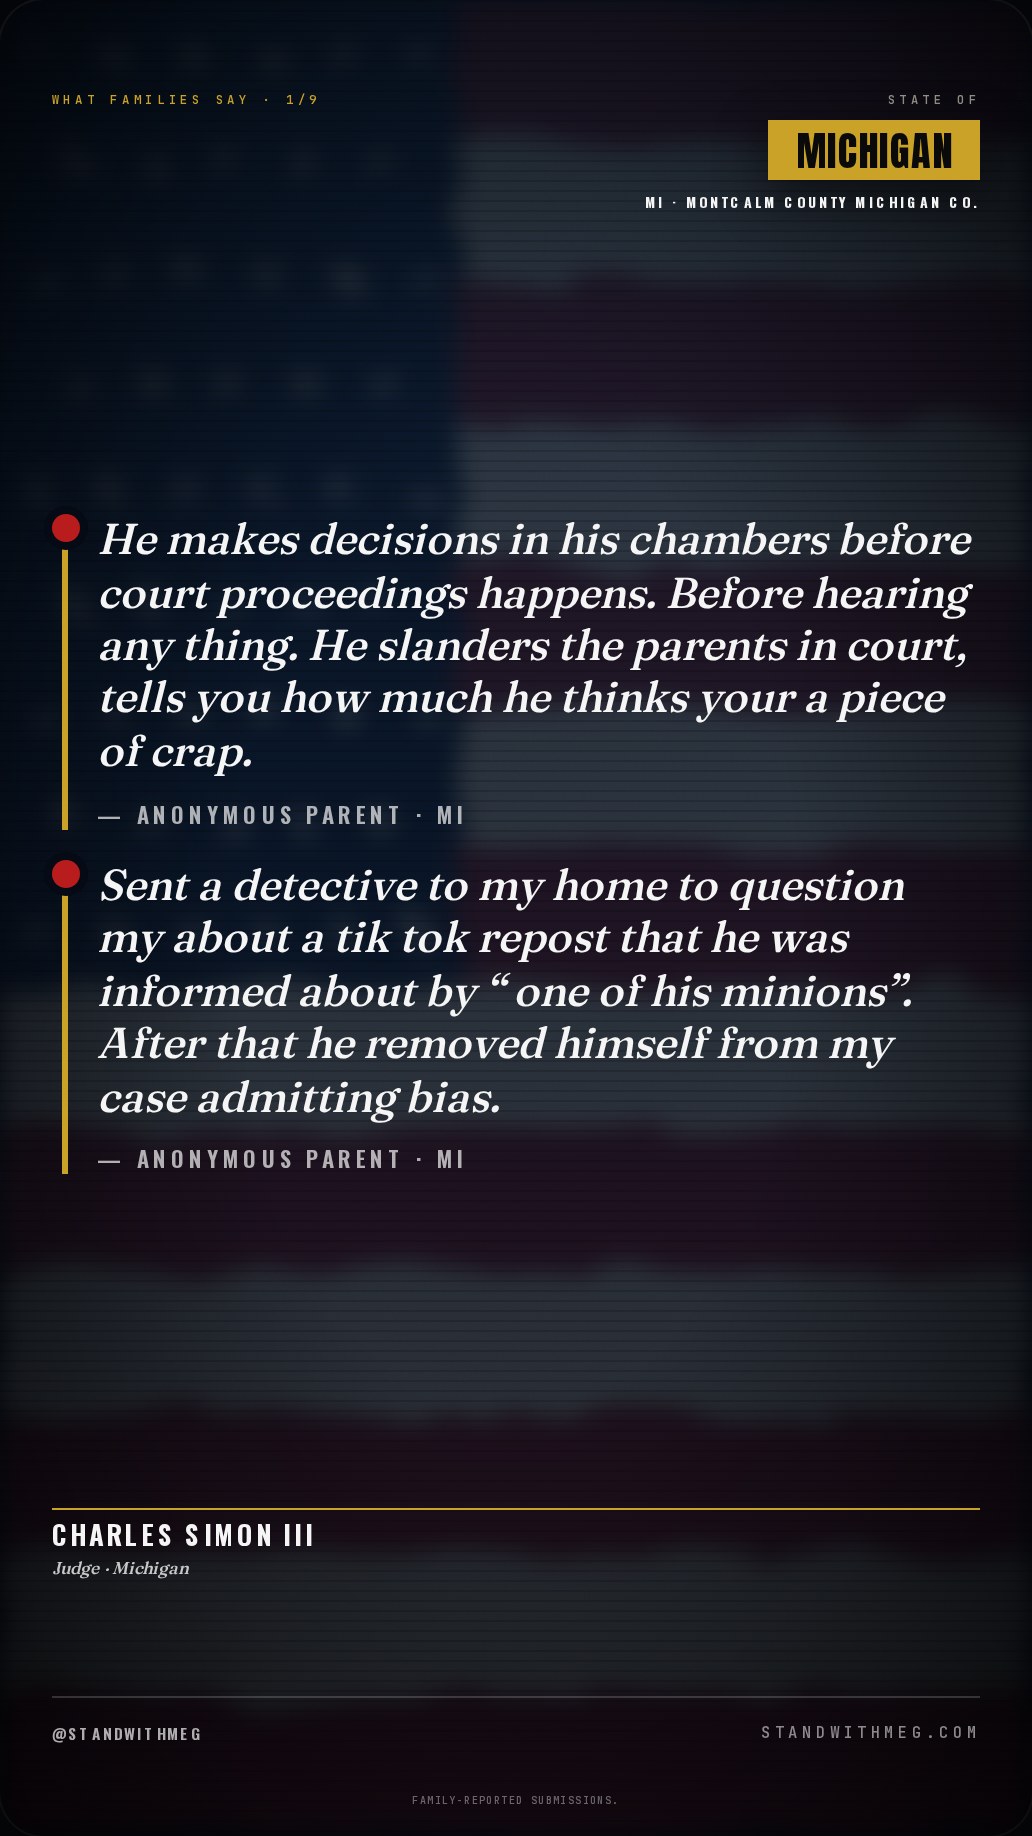 WHAT FAMILIES SAY · 1/9
STATE OF
MICHIGAN
MI · MONTCALM COUNTY MICHIGAN CO.
He makes decisions in his chambers before
court proceedings happens. Before hearing
any thing. He slanders the parents in court,
tells you how much he thinks your a piece
of crap.
— ANONYMOUS PARENT · MI
Sent a detective to my home to question
my about a tik tok repost that he was
informed about by “ one of his minions”.
After that he removed himself from my
case admitting bias.
— ANONYMOUS PARENT · MI
CHARLES SIMON III
Judge · Michigan
@STANDWITHMEG
STANDWITHMEG.COM
FAMILY-REPORTED SUBMISSIONS.